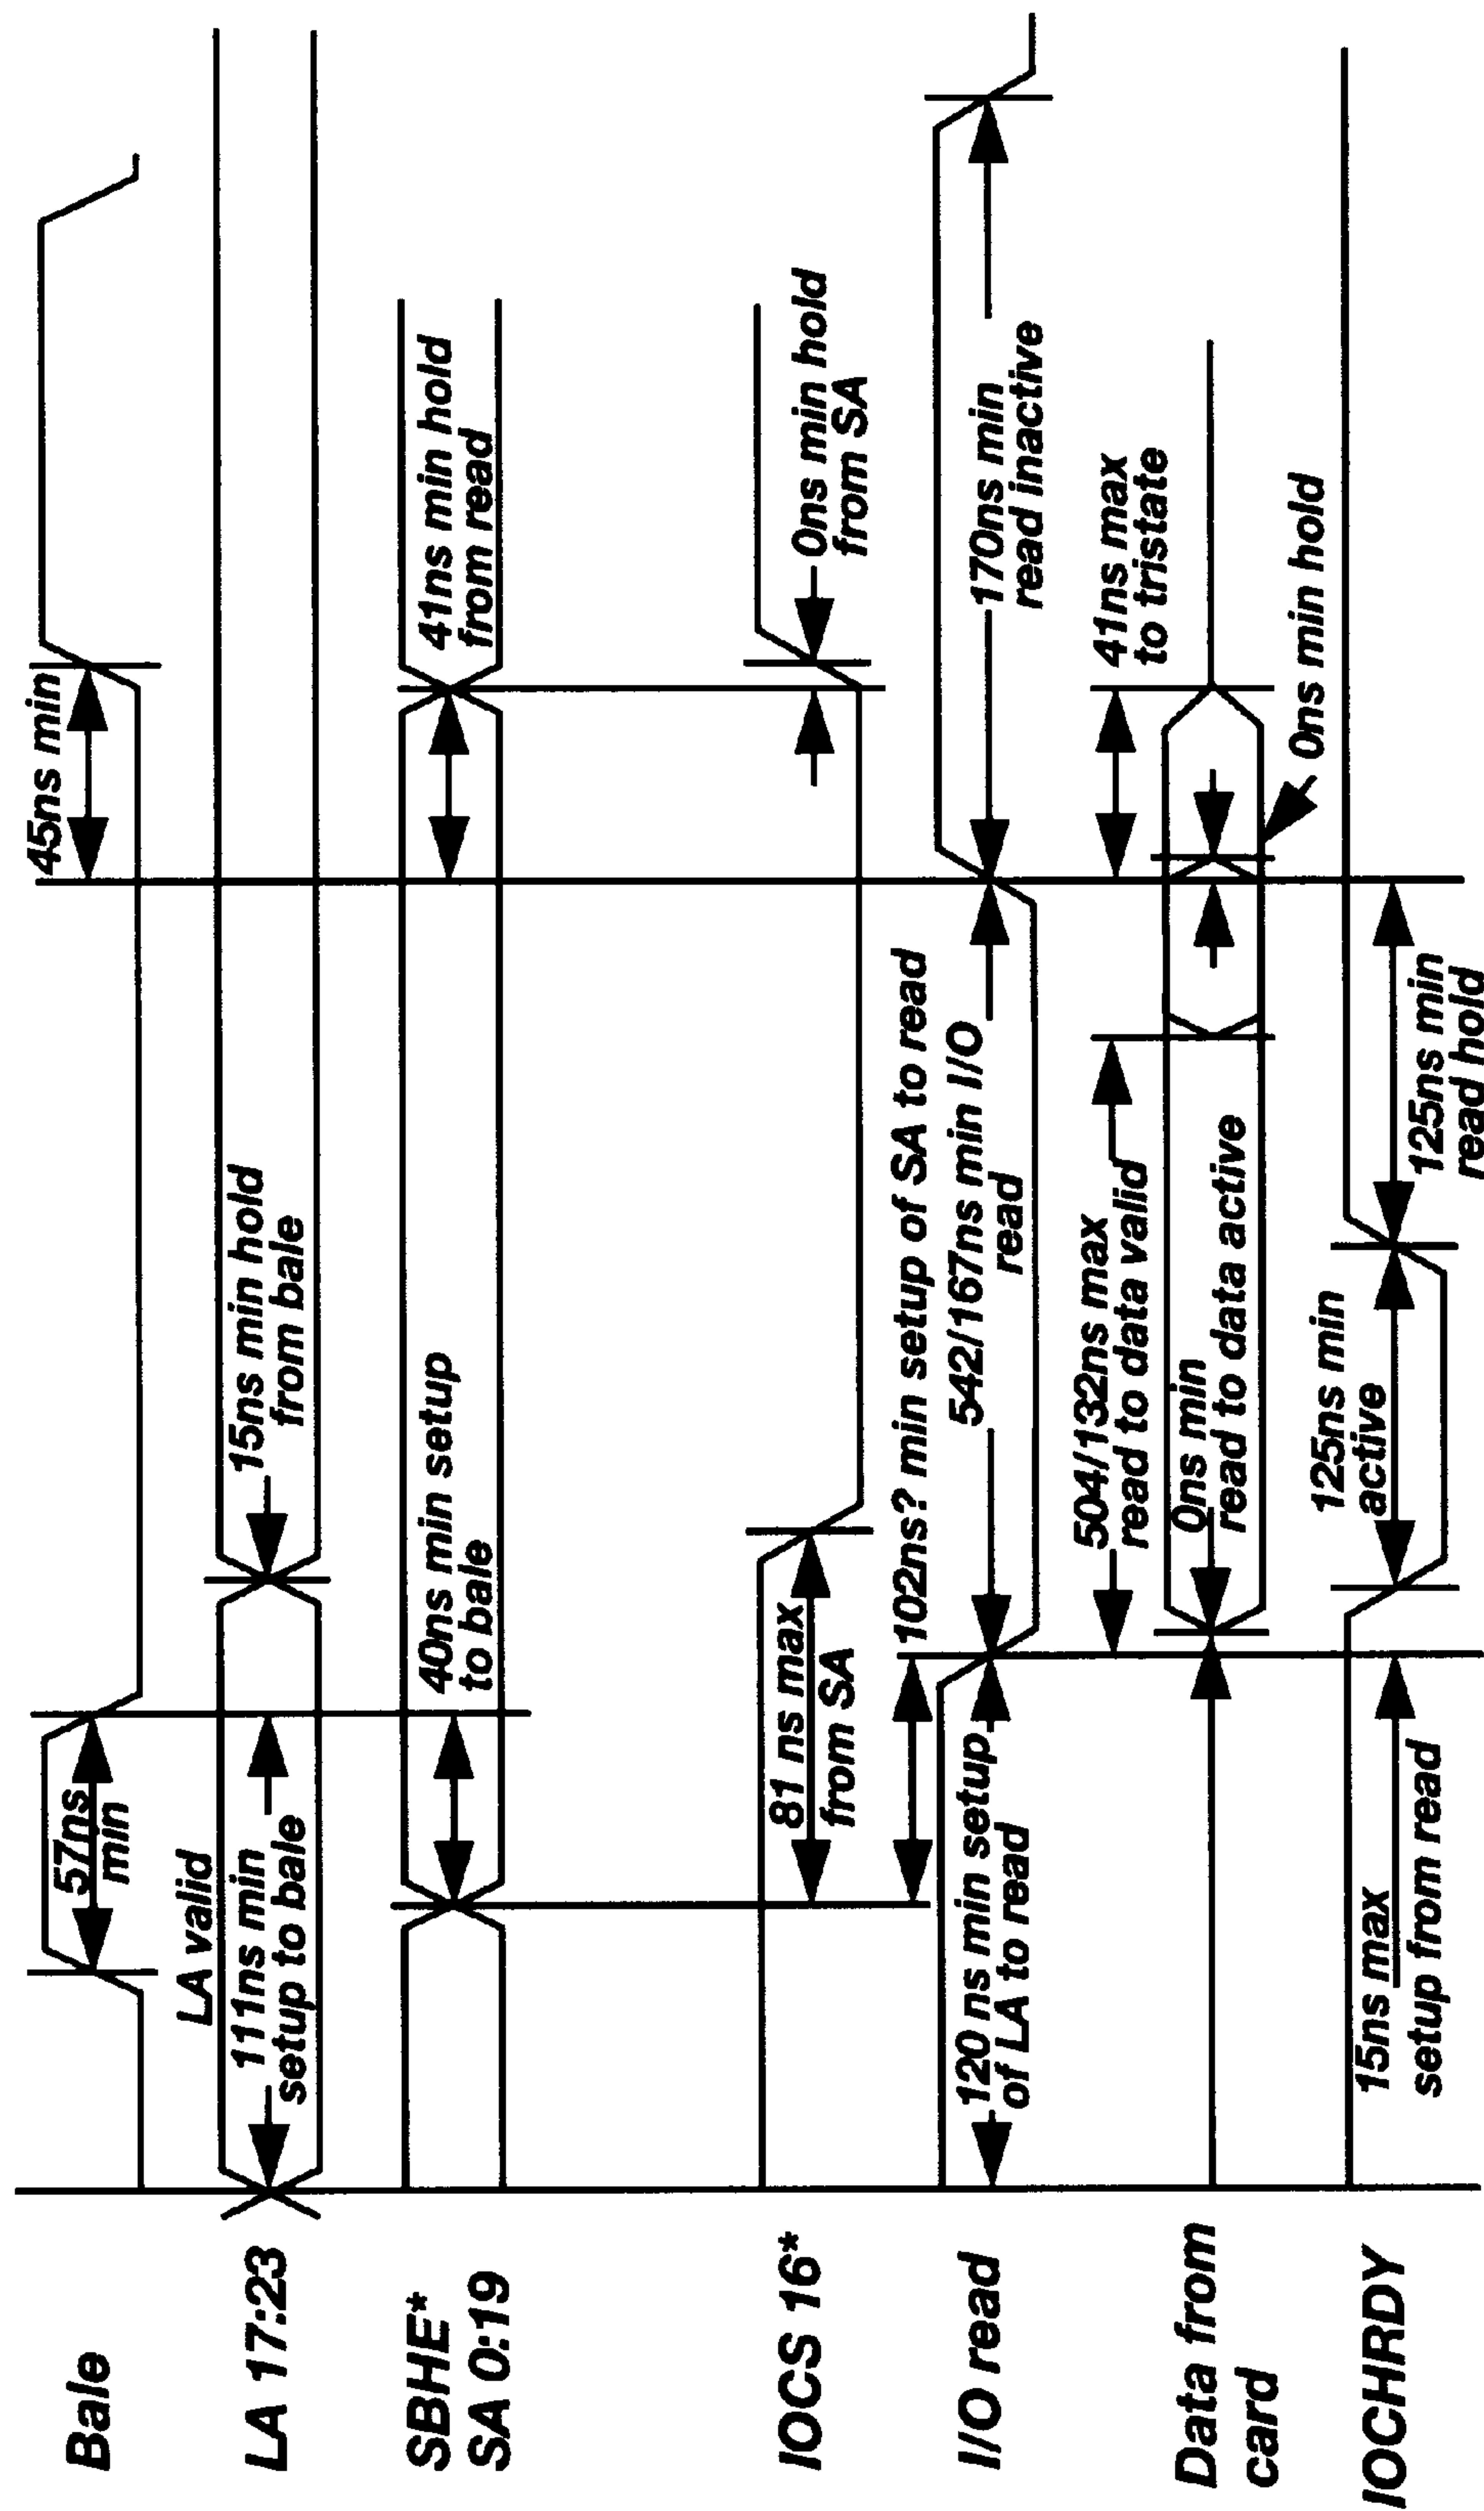 Bale
57ns
min
45ns min
LA valid
LA 17:23
111ns min
setup to bale
15ns min hold
from bale
SBHE*
SA 0:19
40ns min setup
to bale
41ns min hold
from read
IOCS 16*
81 ns max
from SA
0ns min hold
from SA
102ns? min setup of SA to read
I/O read
120 ns min setup
of LA to read
542/167ns min I/O
read
170ns min
read inactive
504/132ns max
read to data valid
41ns max
to tristate
Data from
card
0ns min
read to data active
0ns min hold
IOCHRDY
15ns max
setup from read
125ns min
active
125ns min
read hold